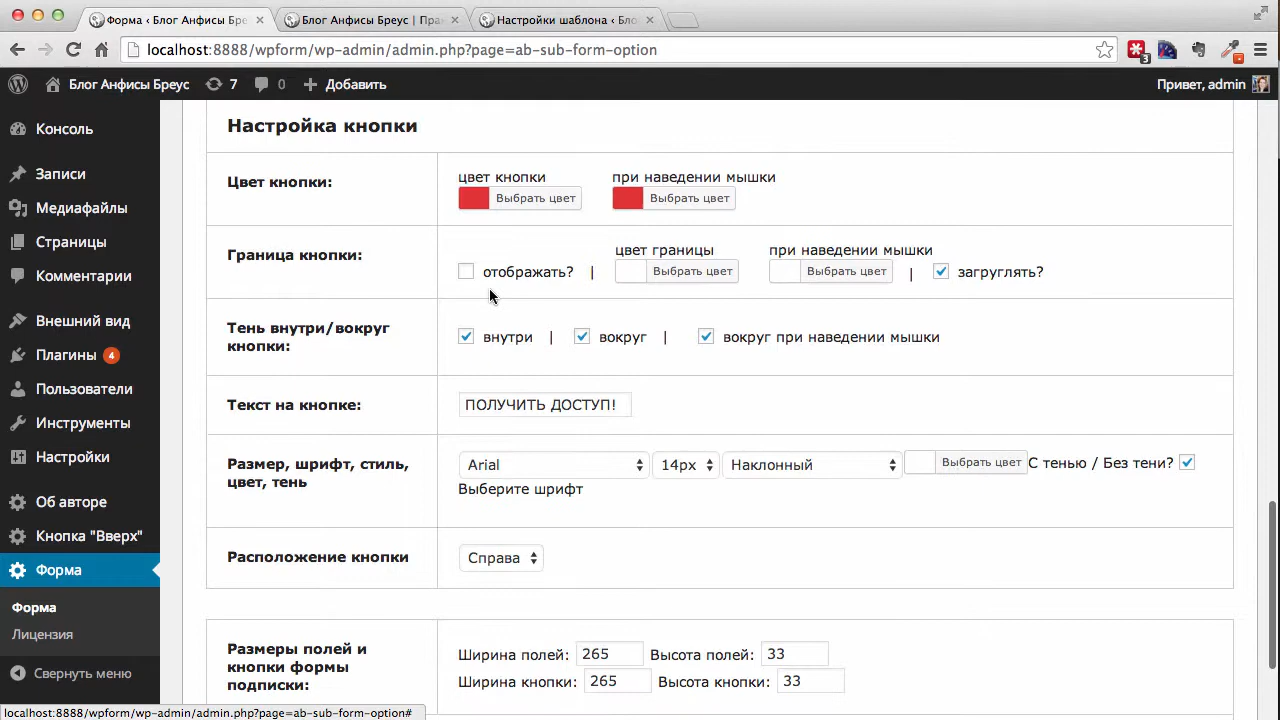 Форма ‹ Блог Анфисы Бре
Блог Анфисы Бреус | Пра
Настройки шаблона ‹ Бло
localhost:8888/wpform/wp-admin/admin.php?page=ab-sub-form-option
3
Блог Анфисы Бреус
7
0
Добавить
Привет, admin
Консоль
Записи
Медиафайлы
Страницы
Комментарии
Внешний вид
Плагины 4
Пользователи
Инструменты
Настройки
Об авторе
Кнопка "Вверх"
Форма
Форма
Лицензия
Свернуть меню
Настройка кнопки
Цвет кнопки:
цвет кнопки при наведении мышки
Выбрать цвет Выбрать цвет
Граница кнопки:
цвет границы при наведении мышки
отображать? | Выбрать цвет Выбрать цвет | загруглять?
Тень внутри/вокруг
кнопки:
внутри | вокруг | вокруг при наведении мышки
Текст на кнопке:
ПОЛУЧИТЬ ДОСТУП!
Размер, шрифт, стиль,
цвет, тень
Arial 14px Наклонный Выбрать цвет С тенью / Без тени?
Выберите шрифт
Расположение кнопки
Справа
Размеры полей и
кнопки формы
подписки:
Ширина полей: 265 Высота полей: 33
Ширина кнопки: 265 Высота кнопки: 33
localhost:8888/wpform/wp-admin/admin.php?page=ab-sub-form-option#